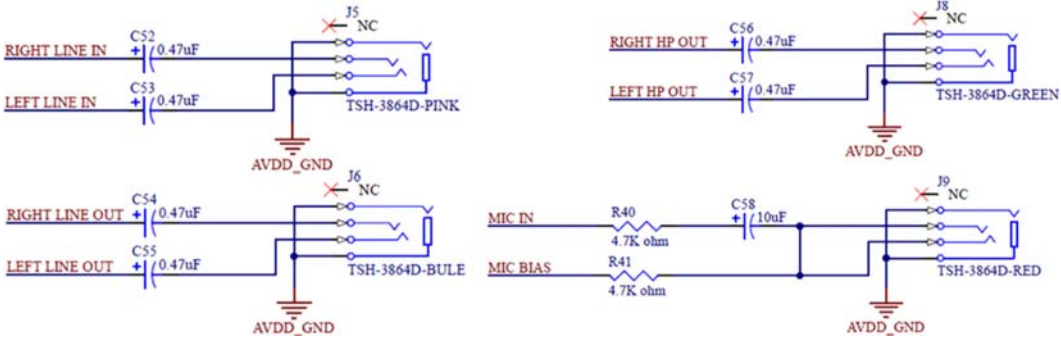 J5
NC
C52
0.47uF
RIGHT LINE IN
C53
0.47uF
LEFT LINE IN
TSH-3864D-PINK
AVDD_GND
J8
NC
C56
0.47uF
RIGHT HP OUT
C57
0.47uF
LEFT HP OUT
TSH-3864D-GREEN
AVDD_GND
J6
NC
C54
0.47uF
RIGHT LINE OUT
C55
0.47uF
LEFT LINE OUT
TSH-3864D-BULE
AVDD_GND
J9
NC
C58
10uF
MIC IN
R40
4.7K ohm
MIC BIAS
R41
4.7K ohm
TSH-3864D-RED
AVDD_GND